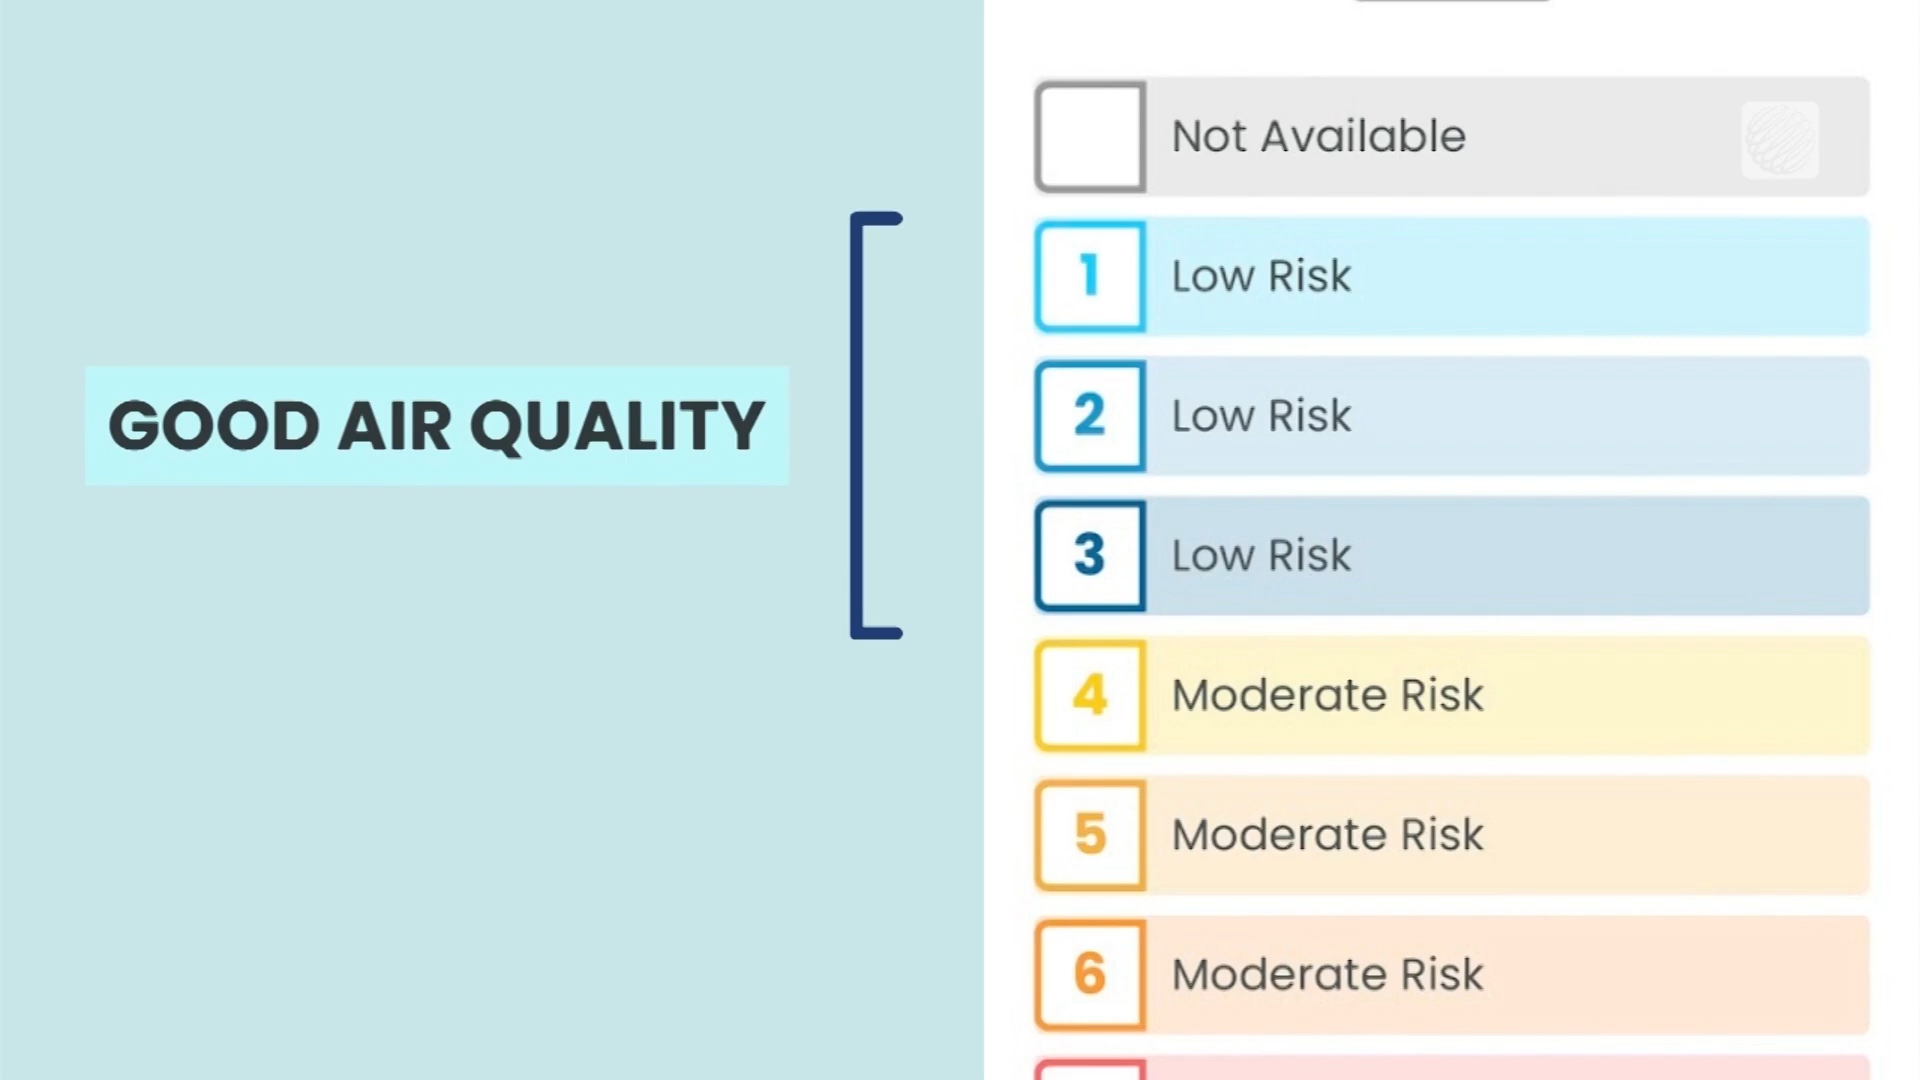 GOOD AIR QUALITY
Not Available
1 Low Risk
2 Low Risk
3 Low Risk
4 Moderate Risk
5 Moderate Risk
6 Moderate Risk